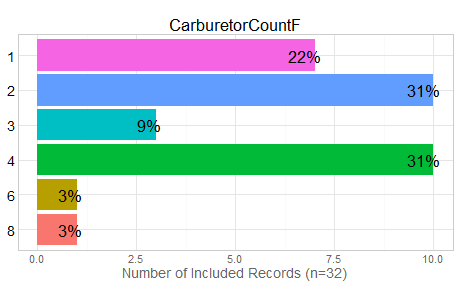 CarburetorCountF
1 22%
2 31%
3 9%
4 31%
6 3%
8 3%
0.0 2.5 5.0 7.5 10.0
Number of Included Records (n=32)